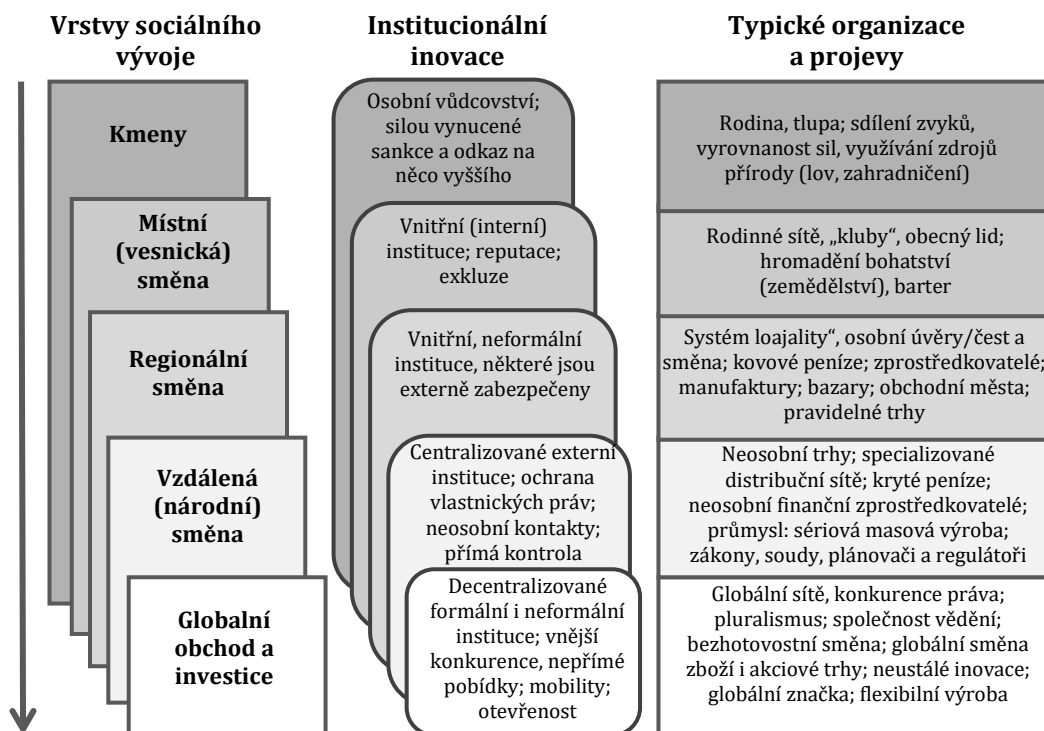 Vrstvy sociálního
vývoje
Institucionální
inovace
Typické organizace
a projevy
Kmeny
Osobní vůdcovství;
silou vynucené
sankce a odkaz na
něco vyššího
Rodina, tlupa; sdílení zvyků,
vyrovnanost sil, využívání zdrojů
přírody (lov, zahradničení)
Místní
(vesnická)
směna
Vnitřní (interní)
instituce; reputace;
exkluze
Rodinné sítě, „kluby“, obecný lid;
hromadění bohatství
(zemědělství), barter
Regionální
směna
Vnitřní, neformální
instituce, některé jsou
externě zabezpečeny
Systém loajality“, osobní úvěry/čest a
směna; kovové peníze; zprostředkovatelé;
manufaktury; bazary; obchodní města;
pravidelné trhy
Vzdálená
(národní)
směna
Centralizované externí
instituce; ochrana
vlastnických práv;
neosobní kontakty;
přímá kontrola
Neosobní trhy; specializované
distribuční sítě; kryté peníze;
neosobní finanční zprostředkovatelé;
průmysl: sériová masová výroba;
zákony, soudy, plánovači a regulátoři
Globalní
obchod a
investice
Decentralizované
formální i neformální
instituce; vnější
konkurence, nepřímé
pobídky; mobility;
otevřenost
Globální sítě, konkurence práva;
pluralismus; společnost vědění;
bezhotovostní směna; globální směna
zboží i akciové trhy; neustálé inovace;
globální značka; flexibilní výroba